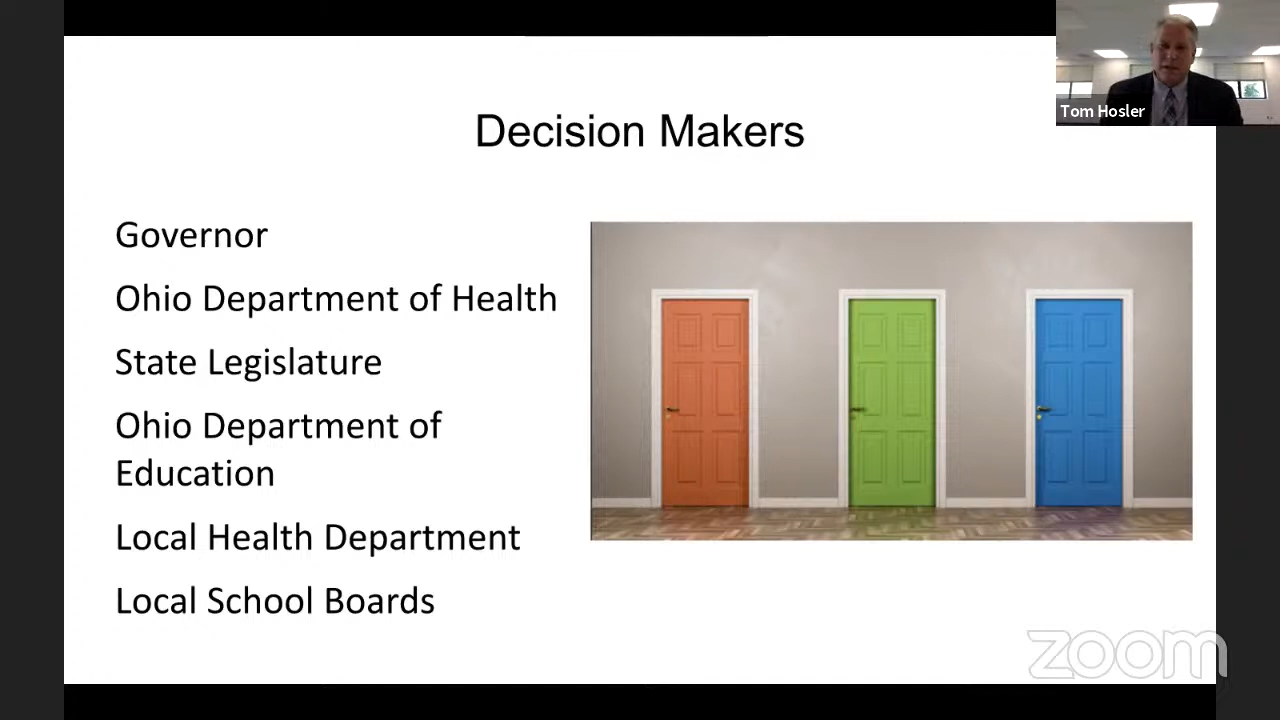 Tom Hosler
Decision Makers
Governor
Ohio Department of Health
State Legislature
Ohio Department of
Education
Local Health Department
Local School Boards
zoom